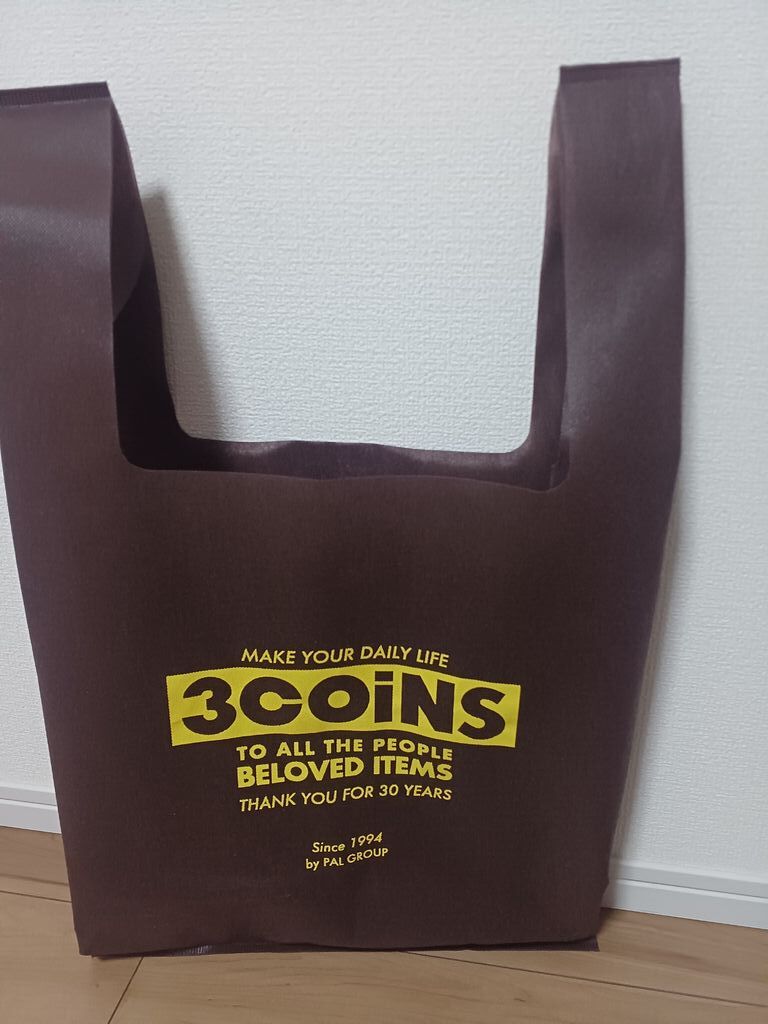 MAKE YOUR DAILY LIFE
3COiNS
TO ALL THE PEOPLE
BELOVED ITEMS
THANK YOU FOR 30 YEARS
Since 1994
by PAL GROUP